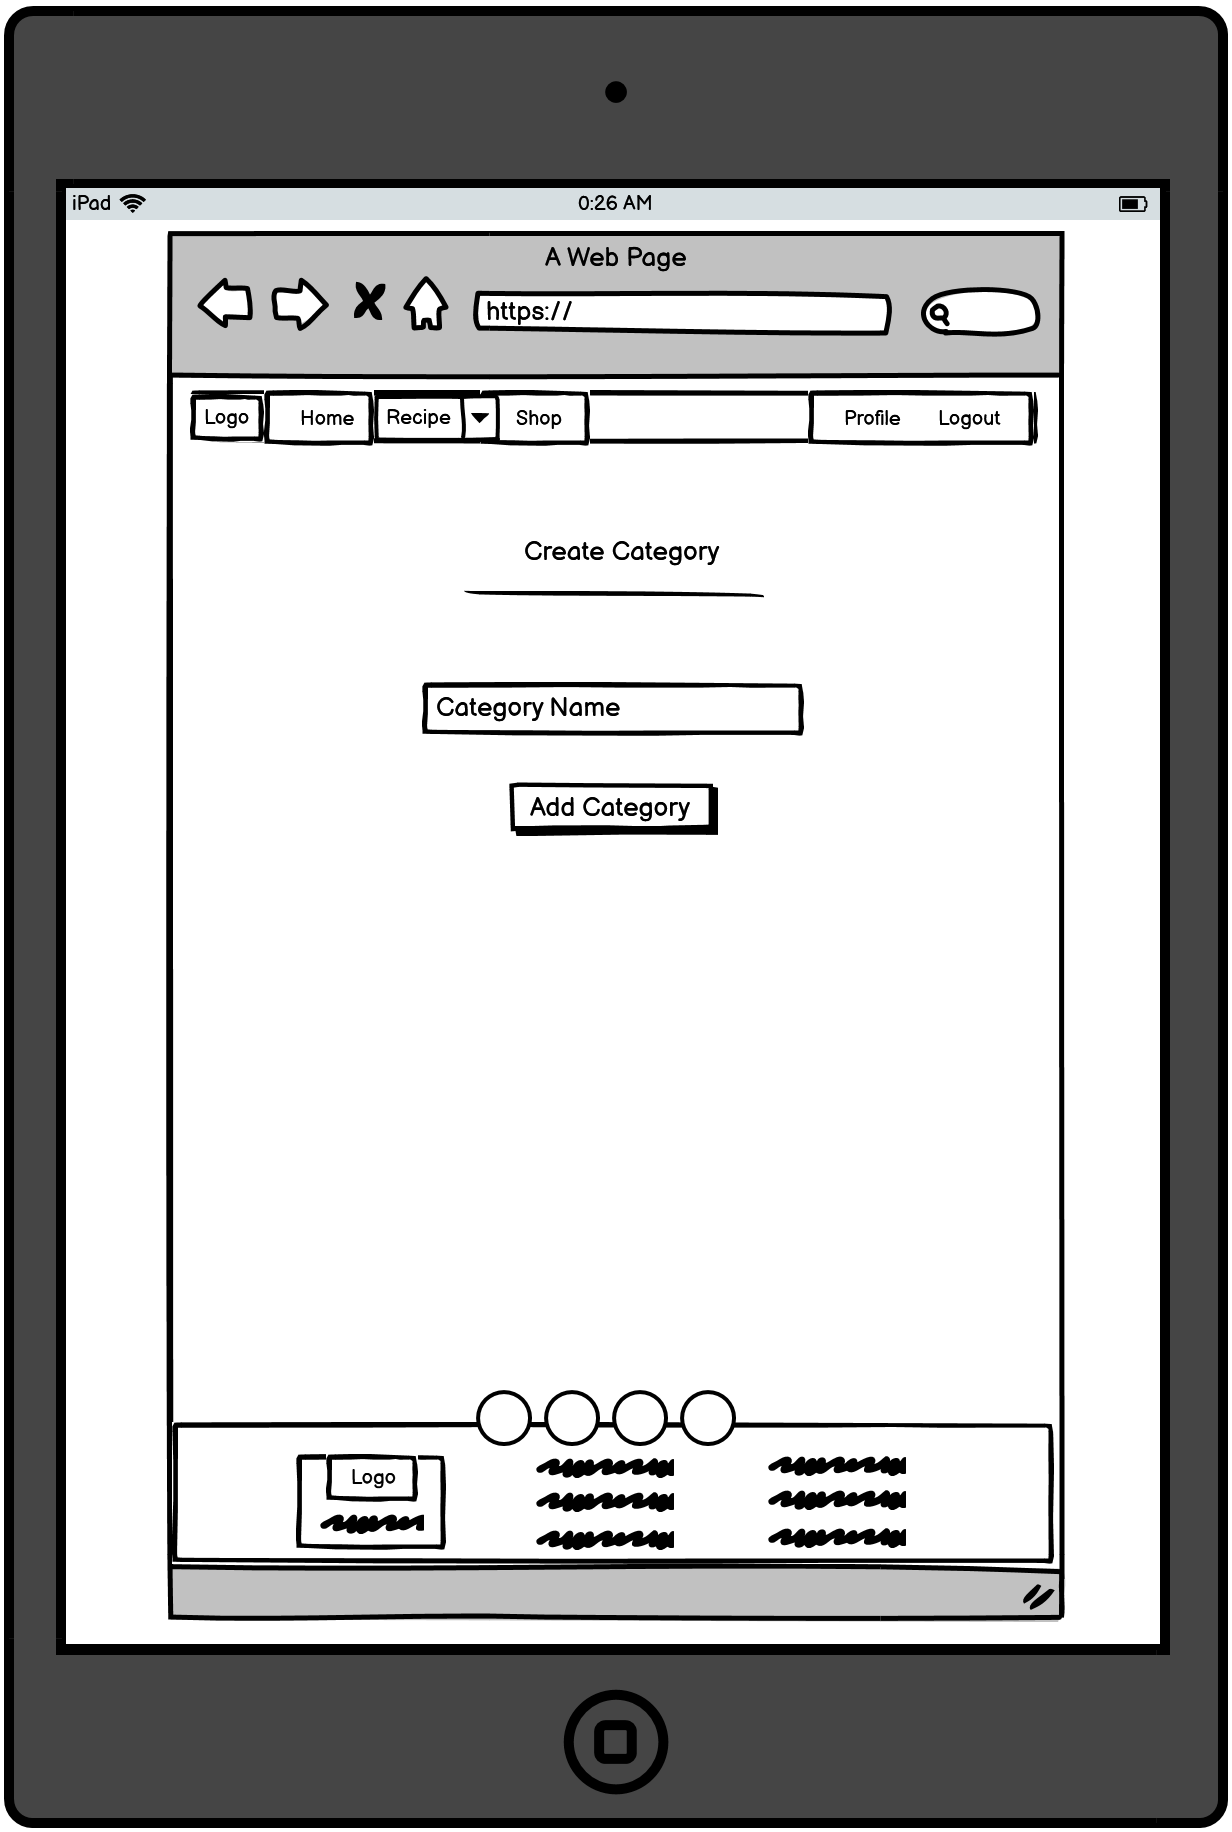 iPad 0:26 AM
A Web Page
https://
Logo Home Recipe Shop Profile Logout
Create Category
Category Name
Add Category
Logo